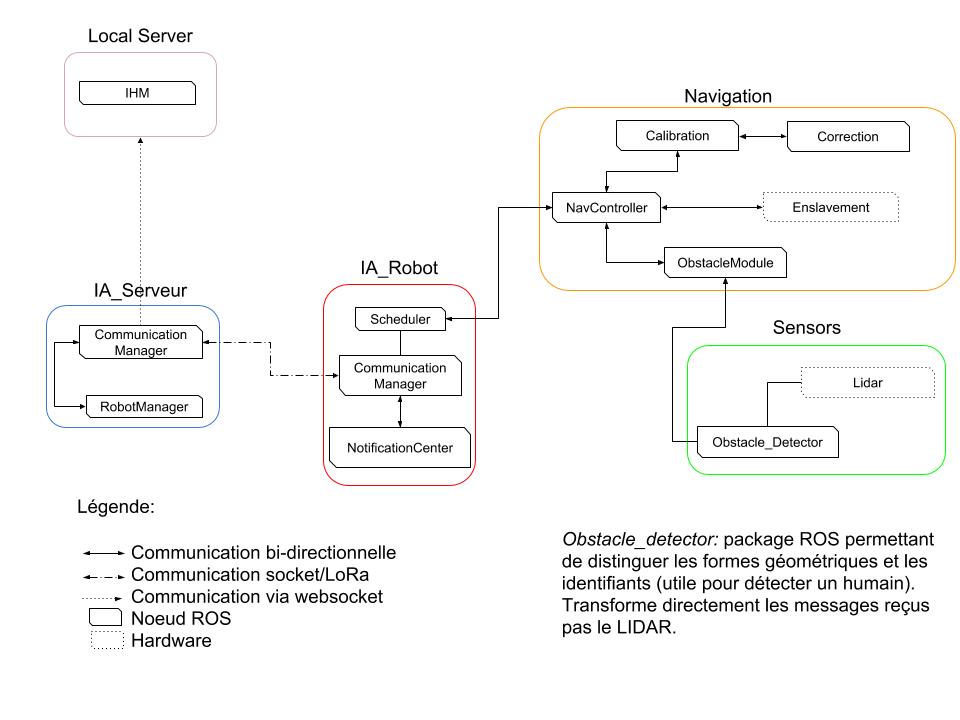 Local Server
IHM
Navigation
Calibration
Correction
NavController
Enslavement
ObstacleModule
IA_Serveur
Communication
Manager
RobotManager
IA_Robot
Scheduler
Communication
Manager
NotificationCenter
Sensors
Lidar
Obstacle_Detector
Légende:
Communication bi-directionnelle
Communication socket/LoRa
Communication via websocket
Noeud ROS
Hardware
Obstacle_detector: package ROS permettant
de distinguer les formes géométriques et les
identifiants (utile pour détecter un humain).
Transforme directement les messages reçus
pas le LIDAR.